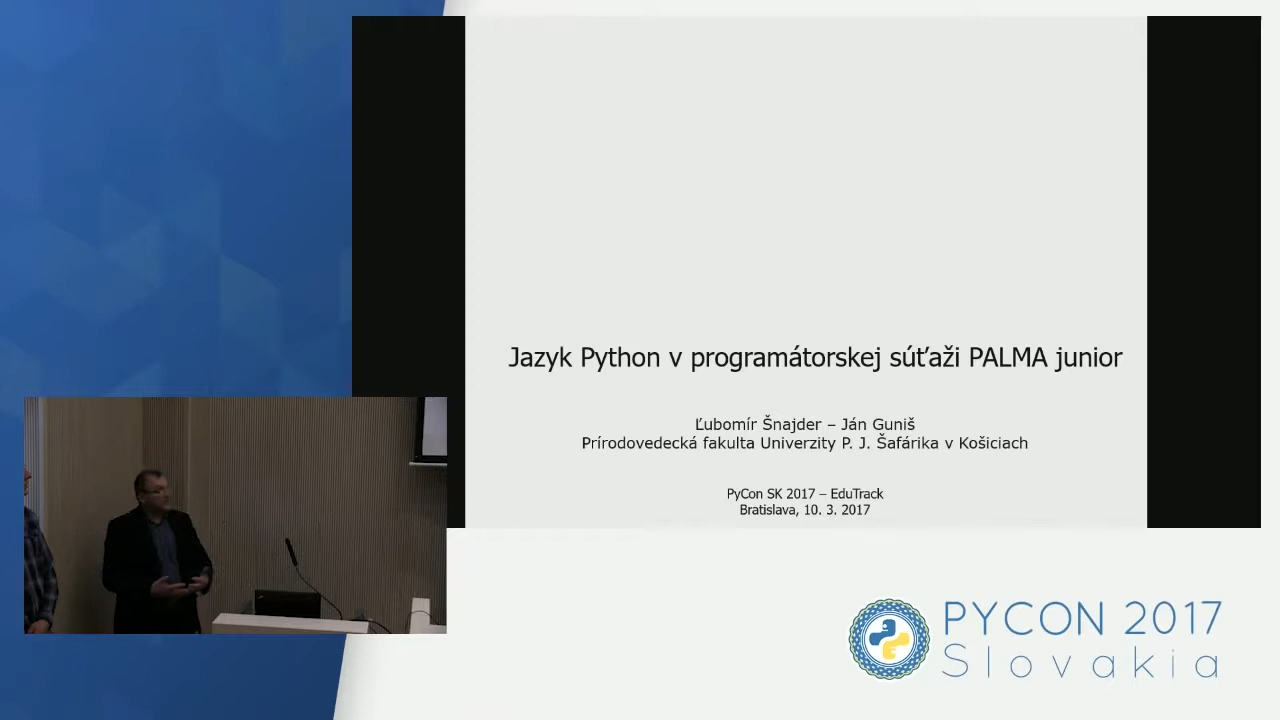 Jazyk Python v programátorskej súťaži PALMA junior
Ľubomír Šnajder – Ján Guniš
Prírodovedecká fakulta Univerzity P. J. Šafárika v Košiciach
PyCon SK 2017 – EduTrack
Bratislava, 10. 3. 2017
PYCON 2017
Slovakia